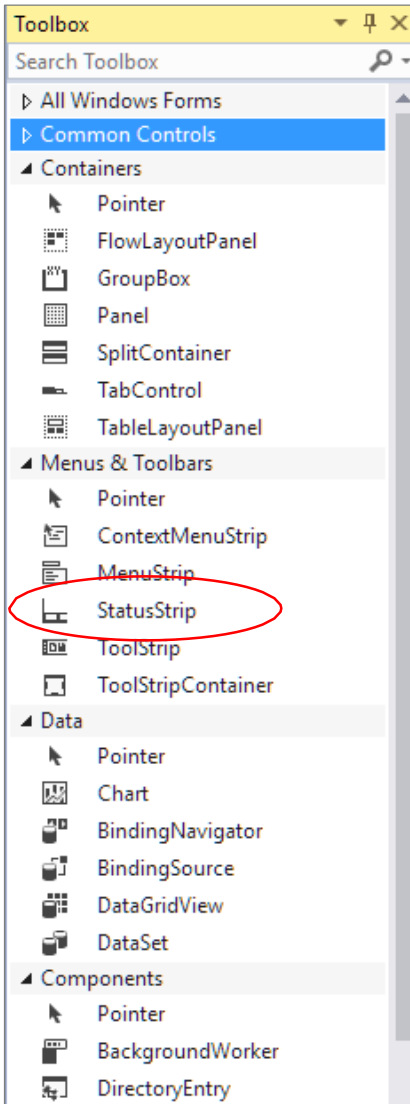 Toolbox
Search Toolbox
All Windows Forms
Common Controls
Containers
Pointer
FlowLayoutPanel
GroupBox
Panel
SplitContainer
TabControl
TableLayoutPanel
Menus & Toolbars
Pointer
ContextMenuStrip
MenuStrip
StatusStrip
ToolStrip
ToolStripContainer
Data
Pointer
Chart
BindingNavigator
BindingSource
DataGridView
DataSet
Components
Pointer
BackgroundWorker
DirectoryEntry